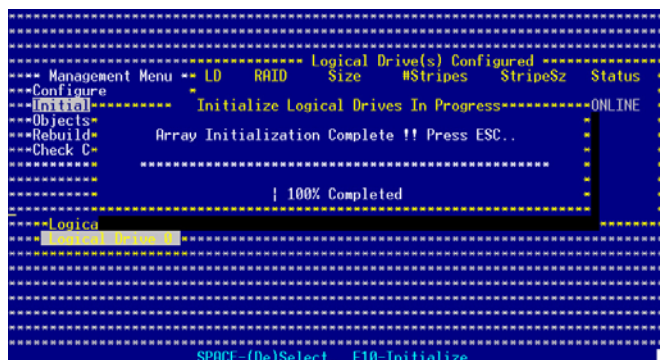 Logical Drive(s) Configured
Management Menu LD RAID Size #Stripes StripeSz Status
Configure
Initial Initialize Logical Drives In Progress ONLINE
Objects
Rebuild Array Initialization Complete !! Press ESC..
Check C
| 100% Completed
Logica
Logical Drive 0
SPACE-(De)Select F10-Initialize